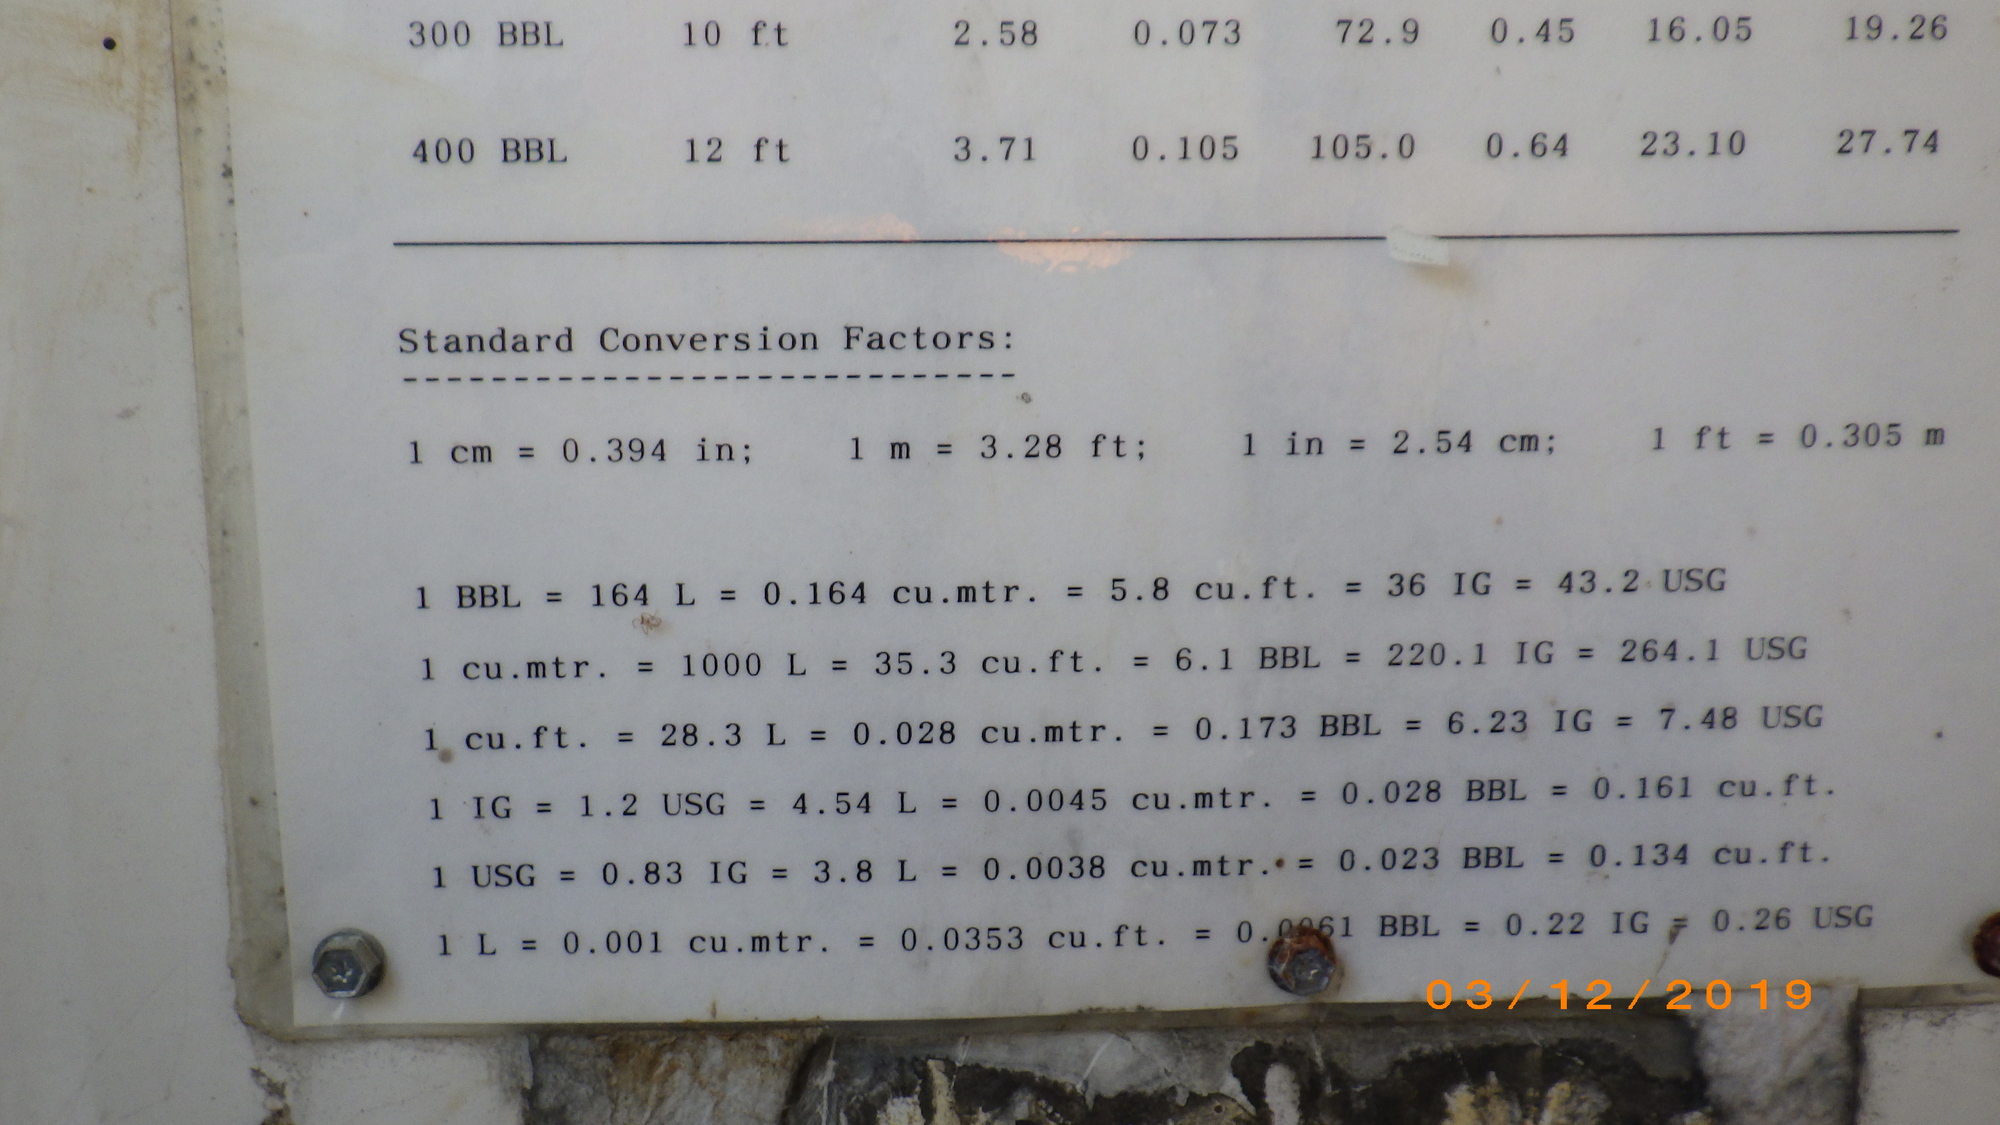 300 BBL 10 ft 2.58 0.073 72.9 0.45 16.05 19.26
400 BBL 12 ft 3.71 0.105 105.0 0.64 23.10 27.74
Standard Conversion Factors:
----------------------------
1 cm = 0.394 in; 1 m = 3.28 ft; 1 in = 2.54 cm; 1 ft = 0.305 m
1 BBL = 164 L = 0.164 cu.mtr. = 5.8 cu.ft. = 36 IG = 43.2 USG
1 cu.mtr. = 1000 L = 35.3 cu.ft. = 6.1 BBL = 220.1 IG = 264.1 USG
1 cu.ft. = 28.3 L = 0.028 cu.mtr. = 0.173 BBL = 6.23 IG = 7.48 USG
1 IG = 1.2 USG = 4.54 L = 0.0045 cu.mtr. = 0.028 BBL = 0.161 cu.ft.
1 USG = 0.83 IG = 3.8 L = 0.0038 cu.mtr. = 0.023 BBL = 0.134 cu.ft.
1 L = 0.001 cu.mtr. = 0.0353 cu.ft. = 0.0061 BBL = 0.22 IG = 0.26 USG
03/12/2019